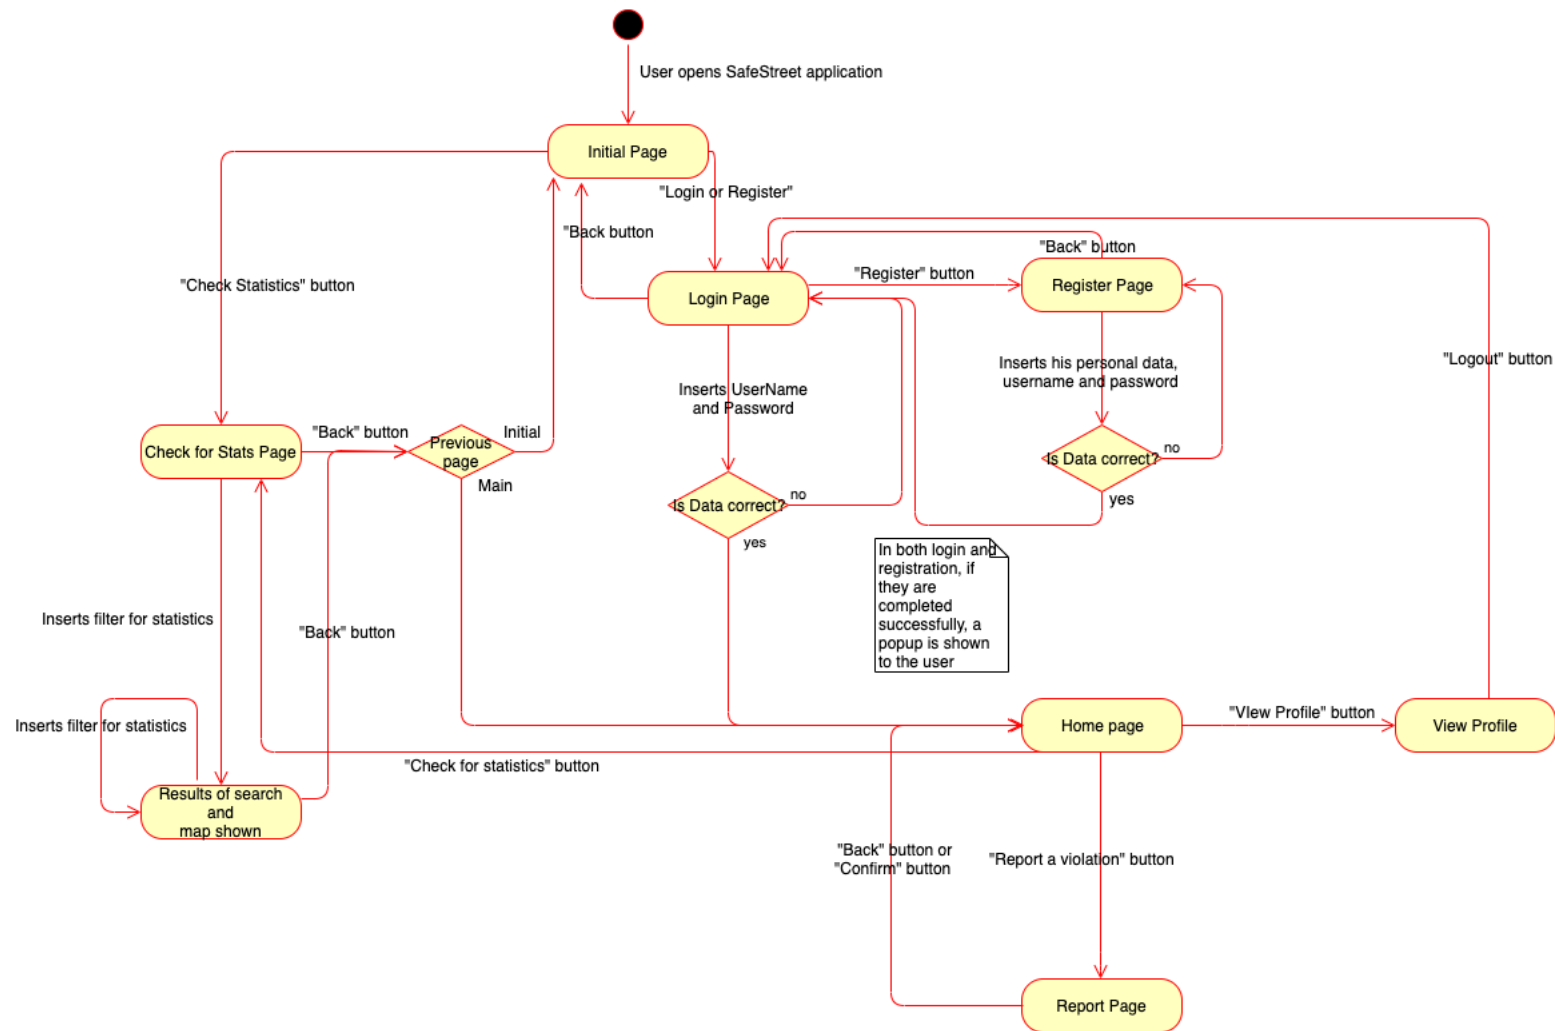 User opens SafeStreet application
Initial Page
"Login or Register"
"Back button
"Back" button
"Check Statistics" button
"Register" button
Login Page
Register Page
"Logout" button
Inserts his personal data,
username and password
Inserts UserName
and Password
"Back" button
Initial
Check for Stats Page
Previous
page
Main
Is Data correct?
no
yes
Is Data correct?
no
yes
In both login and
registration, if
they are
completed
successfully, a
popup is shown
to the user
Inserts filter for statistics
"Back" button
Inserts filter for statistics
Home page
"VIew Profile" button
View Profile
"Check for statistics" button
Results of search
and
map shown
"Back" button or
"Confirm" button
"Report a violation" button
Report Page